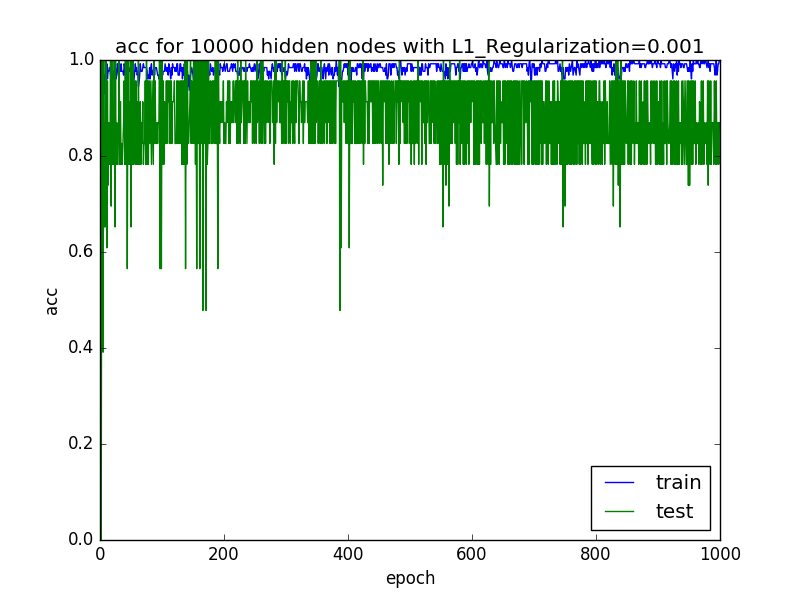 acc for 10000 hidden nodes with L1_Regularization=0.001
1.0
0.8
0.6
0.4
0.2
0.0
acc
0 200 400 600 800 1000
epoch
train
test